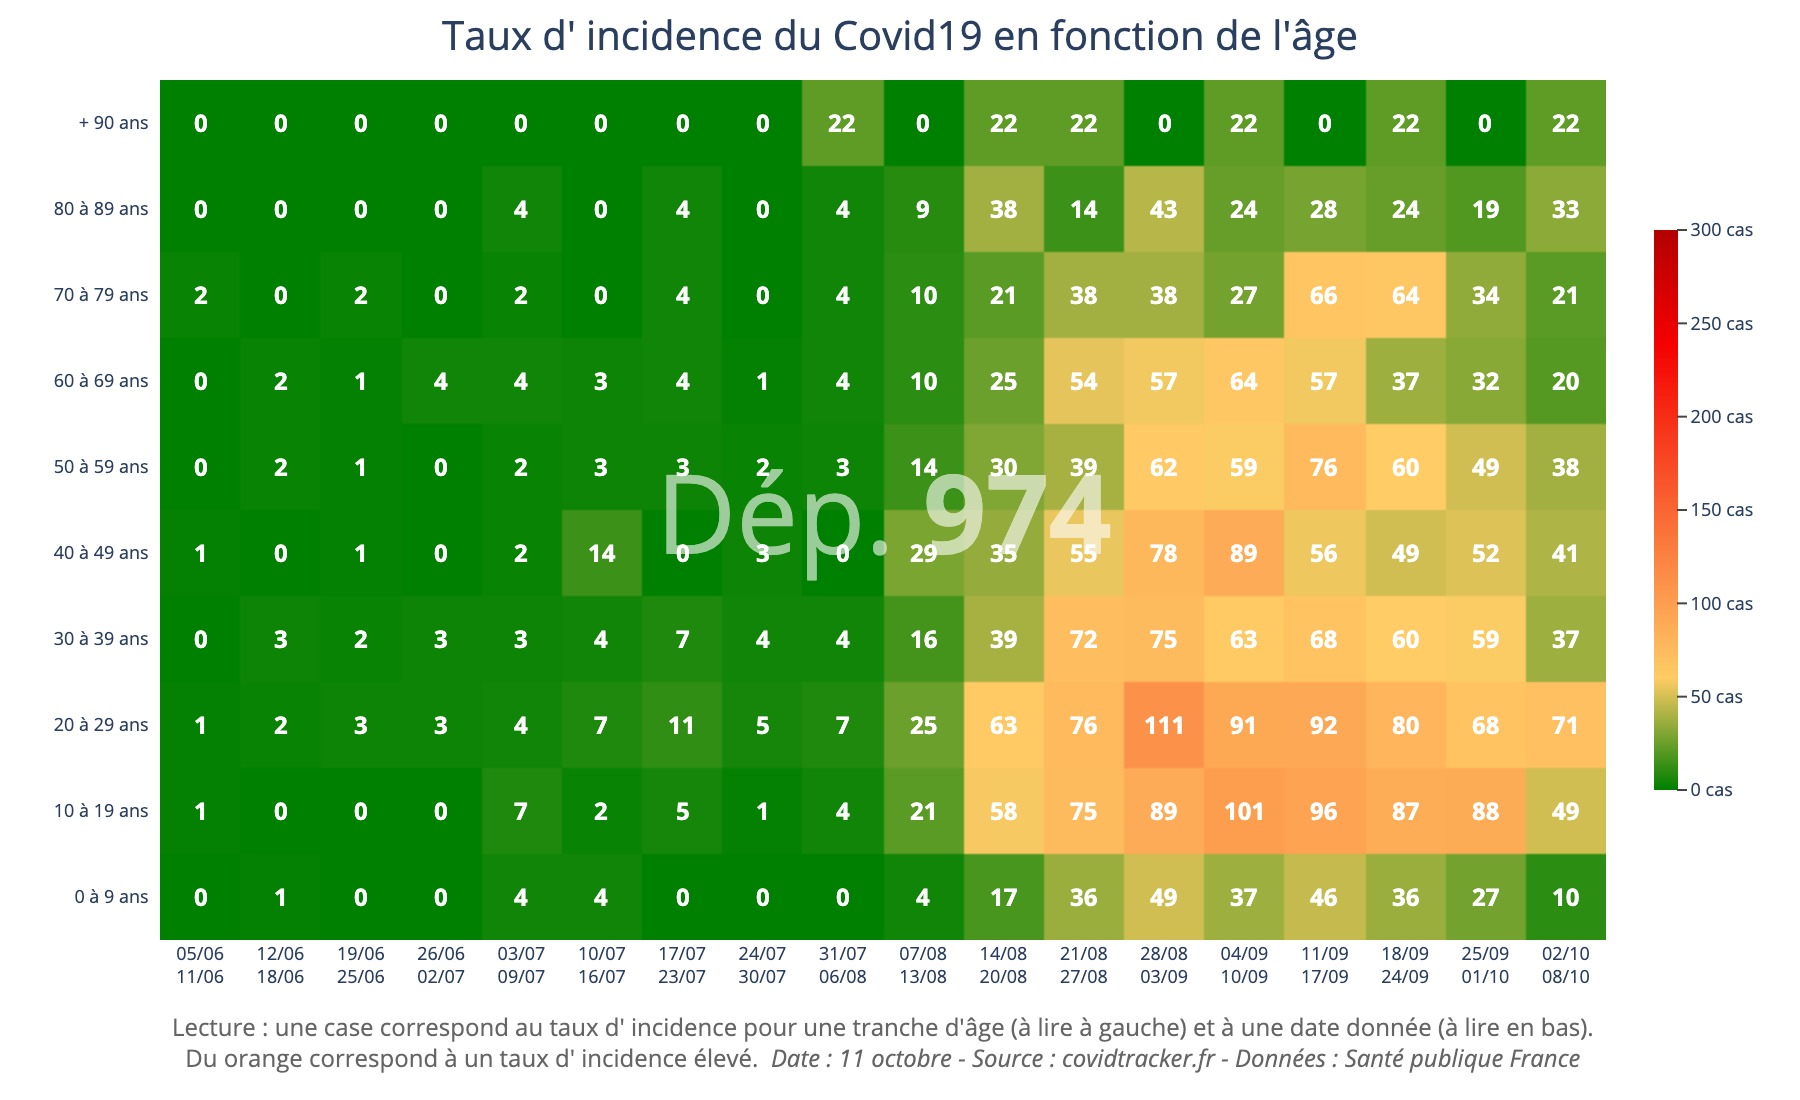 Taux d' incidence du Covid19 en fonction de l'âge
+ 90 ans 0 0 0 0 0 0 0 0 22 0 22 22 0 22 0 22 0 22
80 à 89 ans 0 0 0 0 4 0 4 0 4 9 38 14 43 24 28 24 19 33
70 à 79 ans 2 0 2 0 2 0 4 0 4 10 21 38 38 27 66 64 34 21
60 à 69 ans 0 2 1 4 4 3 4 1 4 10 25 54 57 64 57 37 32 20
50 à 59 ans 0 2 1 0 2 3 3 2 3 14 30 39 62 59 76 60 49 38
Dép. 974
40 à 49 ans 1 0 1 0 2 14 0 3 0 29 35 55 78 89 56 49 52 41
30 à 39 ans 0 3 2 3 3 4 7 4 4 16 39 72 75 63 68 60 59 37
20 à 29 ans 1 2 3 3 4 7 11 5 7 25 63 76 111 91 92 80 68 71
10 à 19 ans 1 0 0 0 7 2 5 1 4 21 58 75 89 101 96 87 88 49
0 à 9 ans 0 1 0 0 4 4 0 0 0 4 17 36 49 37 46 36 27 10
05/06 12/06 19/06 26/06 03/07 10/07 17/07 24/07 31/07 07/08 14/08 21/08 28/08 04/09 11/09 18/09 25/09 02/10
11/06 18/06 25/06 02/07 09/07 16/07 23/07 30/07 06/08 13/08 20/08 27/08 03/09 10/09 17/09 24/09 01/10 08/10
300 cas
250 cas
200 cas
150 cas
100 cas
50 cas
0 cas
Lecture : une case correspond au taux d' incidence pour une tranche d'âge (à lire à gauche) et à une date donnée (à lire en bas).
Du orange correspond à un taux d' incidence élevé. Date : 11 octobre - Source : covidtracker.fr - Données : Santé publique France